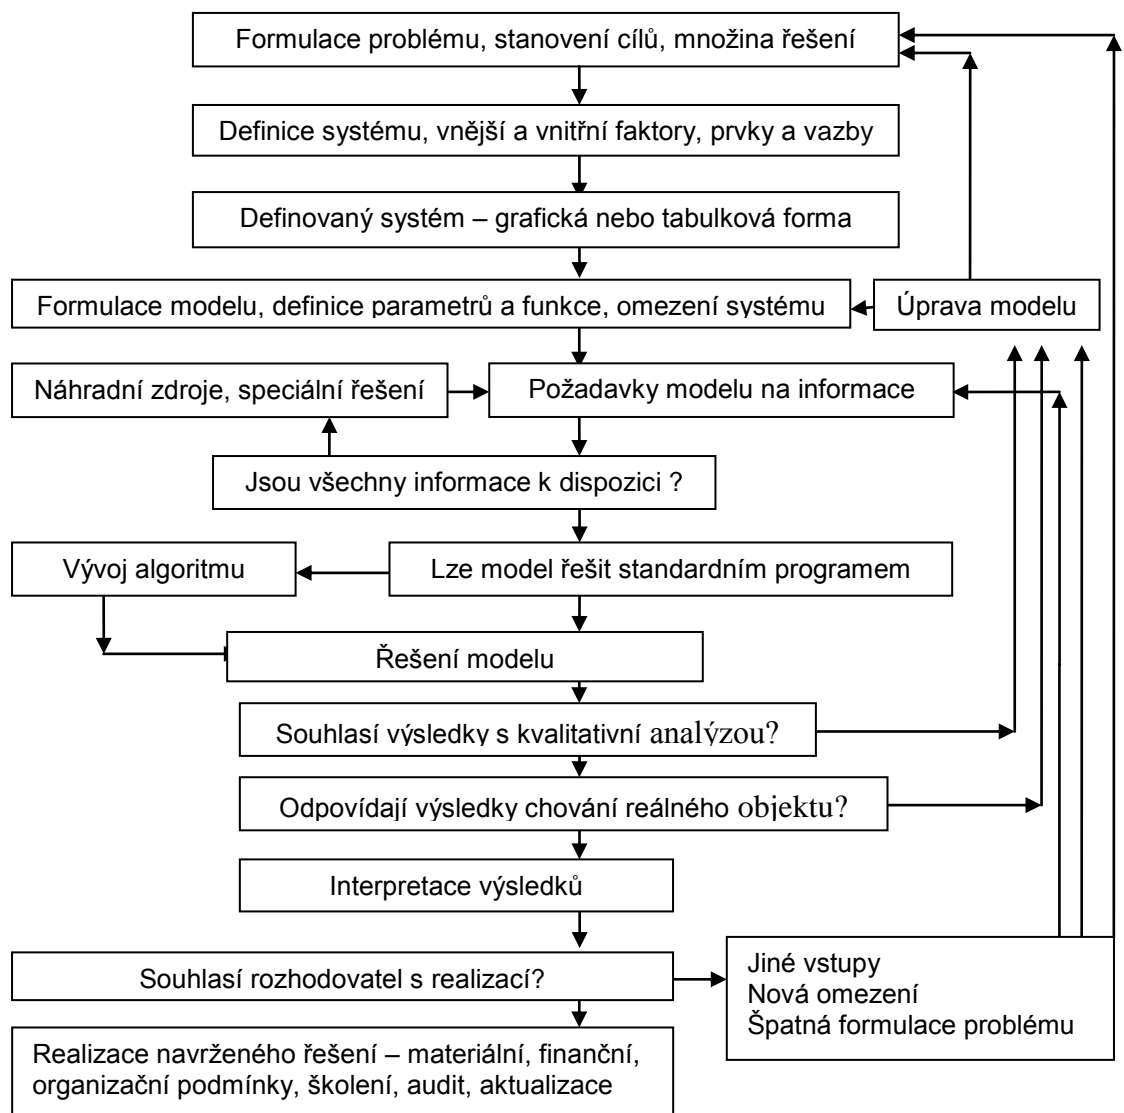 Formulace problému, stanovení cílů, množina řešení
Definice systému, vnější a vnitřní faktory, prvky a vazby
Definovaný systém – grafická nebo tabulková forma
Formulace modelu, definice parametrů a funkce, omezení systému
Úprava modelu
Náhradní zdroje, speciální řešení
Požadavky modelu na informace
Jsou všechny informace k dispozici ?
Vývoj algoritmu
Lze model řešit standardním programem
Řešení modelu
Souhlasí výsledky s kvalitativní analýzou?
Odpovídají výsledky chování reálného objektu?
Interpretace výsledků
Souhlasí rozhodovatel s realizací?
Jiné vstupy
Nová omezení
Špatná formulace problému
Realizace navrženého řešení – materiální, finanční,
organizační podmínky, školení, audit, aktualizace